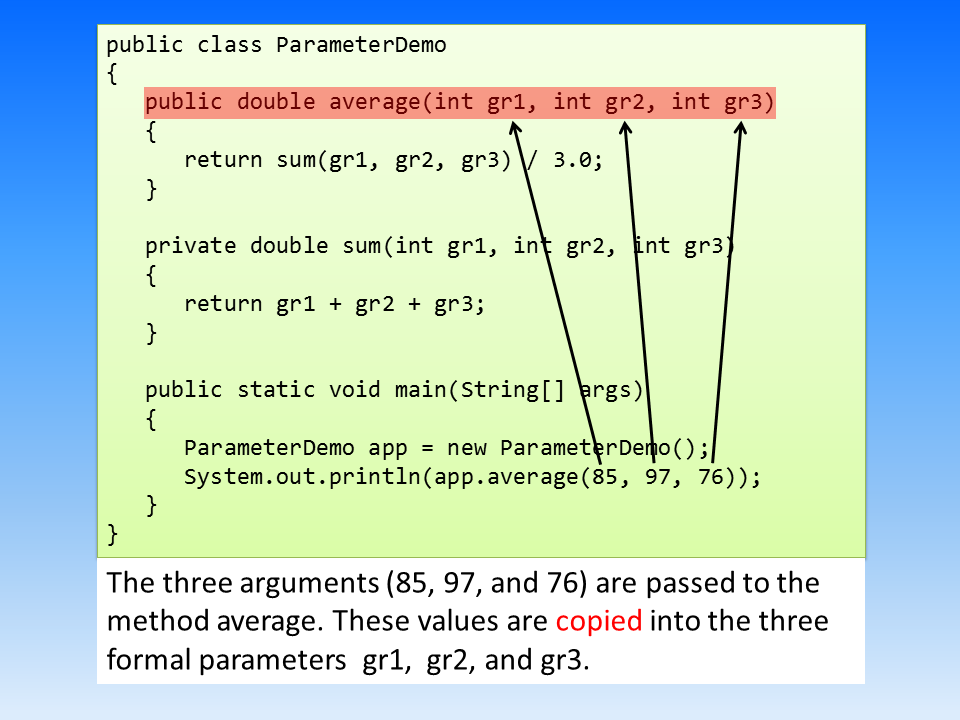 public class ParameterDemo
{
   public double average(int gr1, int gr2, int gr3)
   {
      return sum(gr1, gr2, gr3) / 3.0;
   }

   private double sum(int gr1, int gr2, int gr3)
   {
      return gr1 + gr2 + gr3;
   }

   public static void main(String[] args)
   {
      ParameterDemo app = new ParameterDemo();
      System.out.println(app.average(85, 97, 76));
   }
}
The three arguments (85, 97, and 76) are passed to the
method average. These values are copied into the three
formal parameters  gr1,  gr2, and gr3.